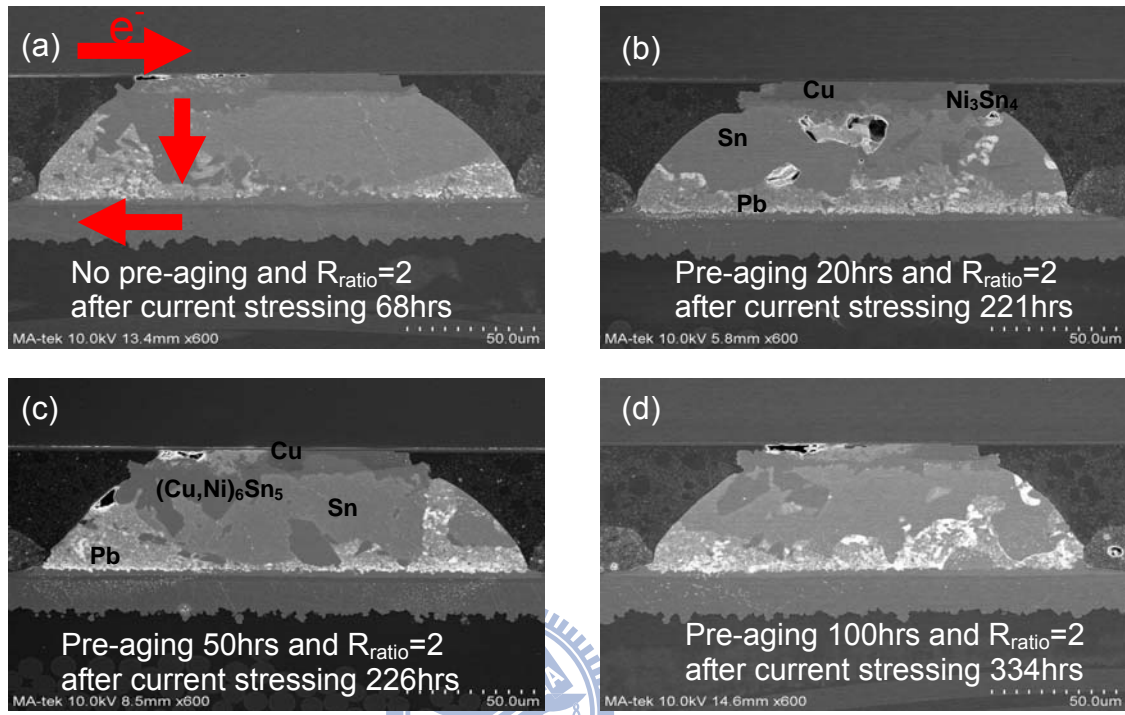 (a)
e-
No pre-aging and Rratio=2
after current stressing 68hrs
MA-tek 10.0kV 13.4mm x600
50.0um
(b)
Cu
Ni3Sn4
Sn
Pb
Pre-aging 20hrs and Rratio=2
after current stressing 221hrs
MA-tek 10.0kV 5.8mm x600
50.0um
(c)
Cu
(Cu,Ni)6Sn5
Sn
Pb
Pre-aging 50hrs and Rratio=2
after current stressing 226hrs
MA-tek 10.0kV 8.5mm x600
50.0um
(d)
Pre-aging 100hrs and Rratio=2
after current stressing 334hrs
MA-tek 10.0kV 14.6mm x600
50.0um